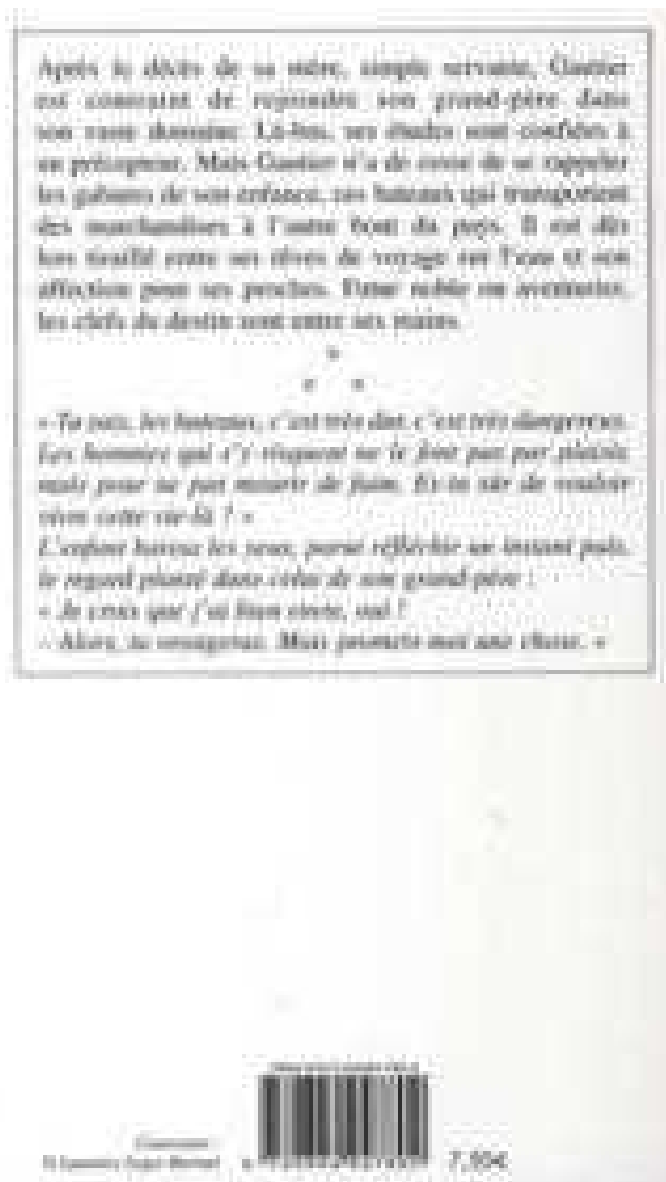 Après le décès de sa mère, simple servante, Gautier
est contraint de rejoindre son grand-père dans
son vaste domaine. Là-bas, ses études sont confiées à
un précepteur. Mais Gautier n'a de cesse de se rappeler
les gabares de son enfance, ces bateaux qui transportent
des marchandises à l'autre bout du pays. Il est dès
lors tiraillé entre ses rêves de voyage sur l'eau et son
affection pour ses proches. Futur noble ou aventurier,
les clefs du destin sont entre ses mains.
*
* *
« Tu sais, les bateaux, c'est très dur, c'est très dangereux.
Les hommes qui s'y risquent ne le font pas par plaisir,
mais pour ne pas mourir de faim. Es-tu sûr de vouloir
vivre cette vie-là ? »
L'enfant baissa les yeux, parut réfléchir un instant puis,
le regard planté dans celui de son grand-père :
« Je crois que j'ai bien envie, oui !
– Alors, tu voyageras. Mais promets-moi une chose. »
7,50€